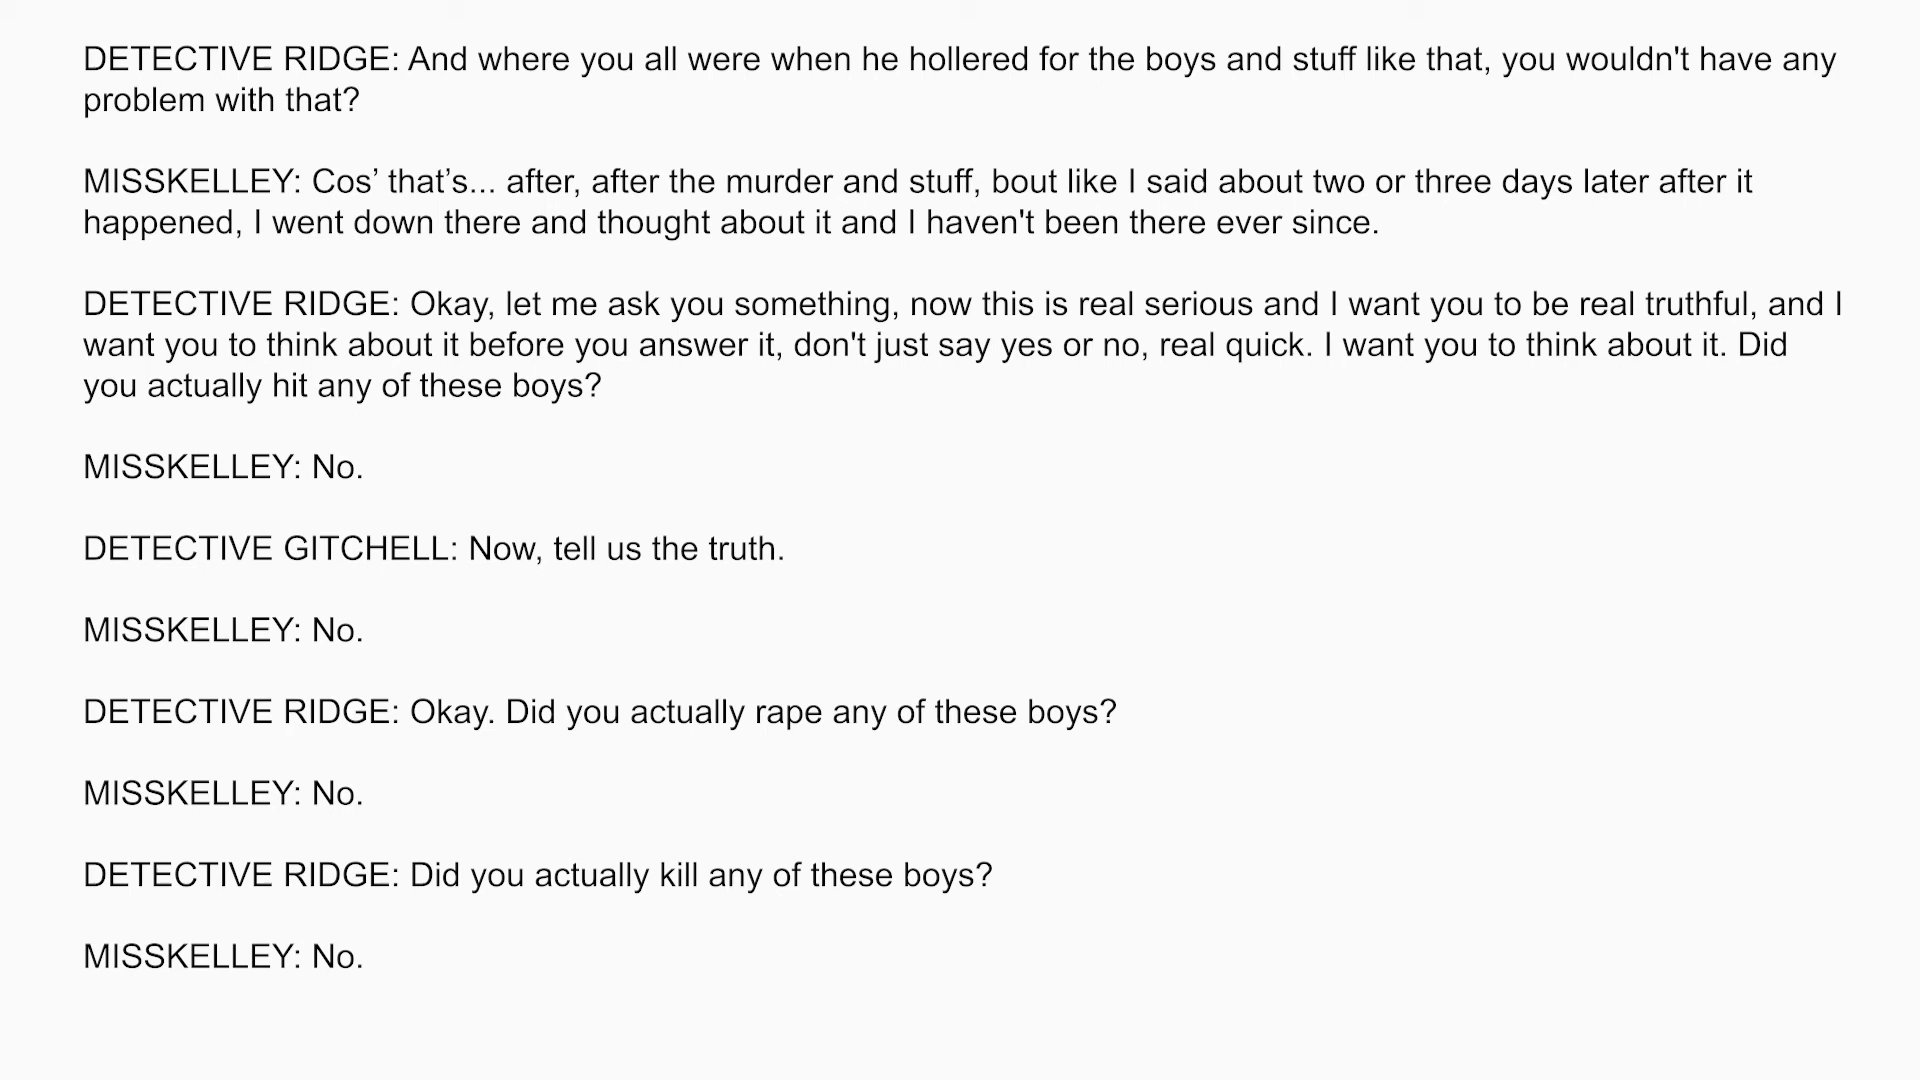 DETECTIVE RIDGE: And where you all were when he hollered for the boys and stuff like that, you wouldn't have any
problem with that?
MISSKELLEY: Cos’ that’s... after, after the murder and stuff, bout like I said about two or three days later after it
happened, I went down there and thought about it and I haven't been there ever since.
DETECTIVE RIDGE: Okay, let me ask you something, now this is real serious and I want you to be real truthful, and I
want you to think about it before you answer it, don't just say yes or no, real quick. I want you to think about it. Did
you actually hit any of these boys?
MISSKELLEY: No.
DETECTIVE GITCHELL: Now, tell us the truth.
MISSKELLEY: No.
DETECTIVE RIDGE: Okay. Did you actually rape any of these boys?
MISSKELLEY: No.
DETECTIVE RIDGE: Did you actually kill any of these boys?
MISSKELLEY: No.